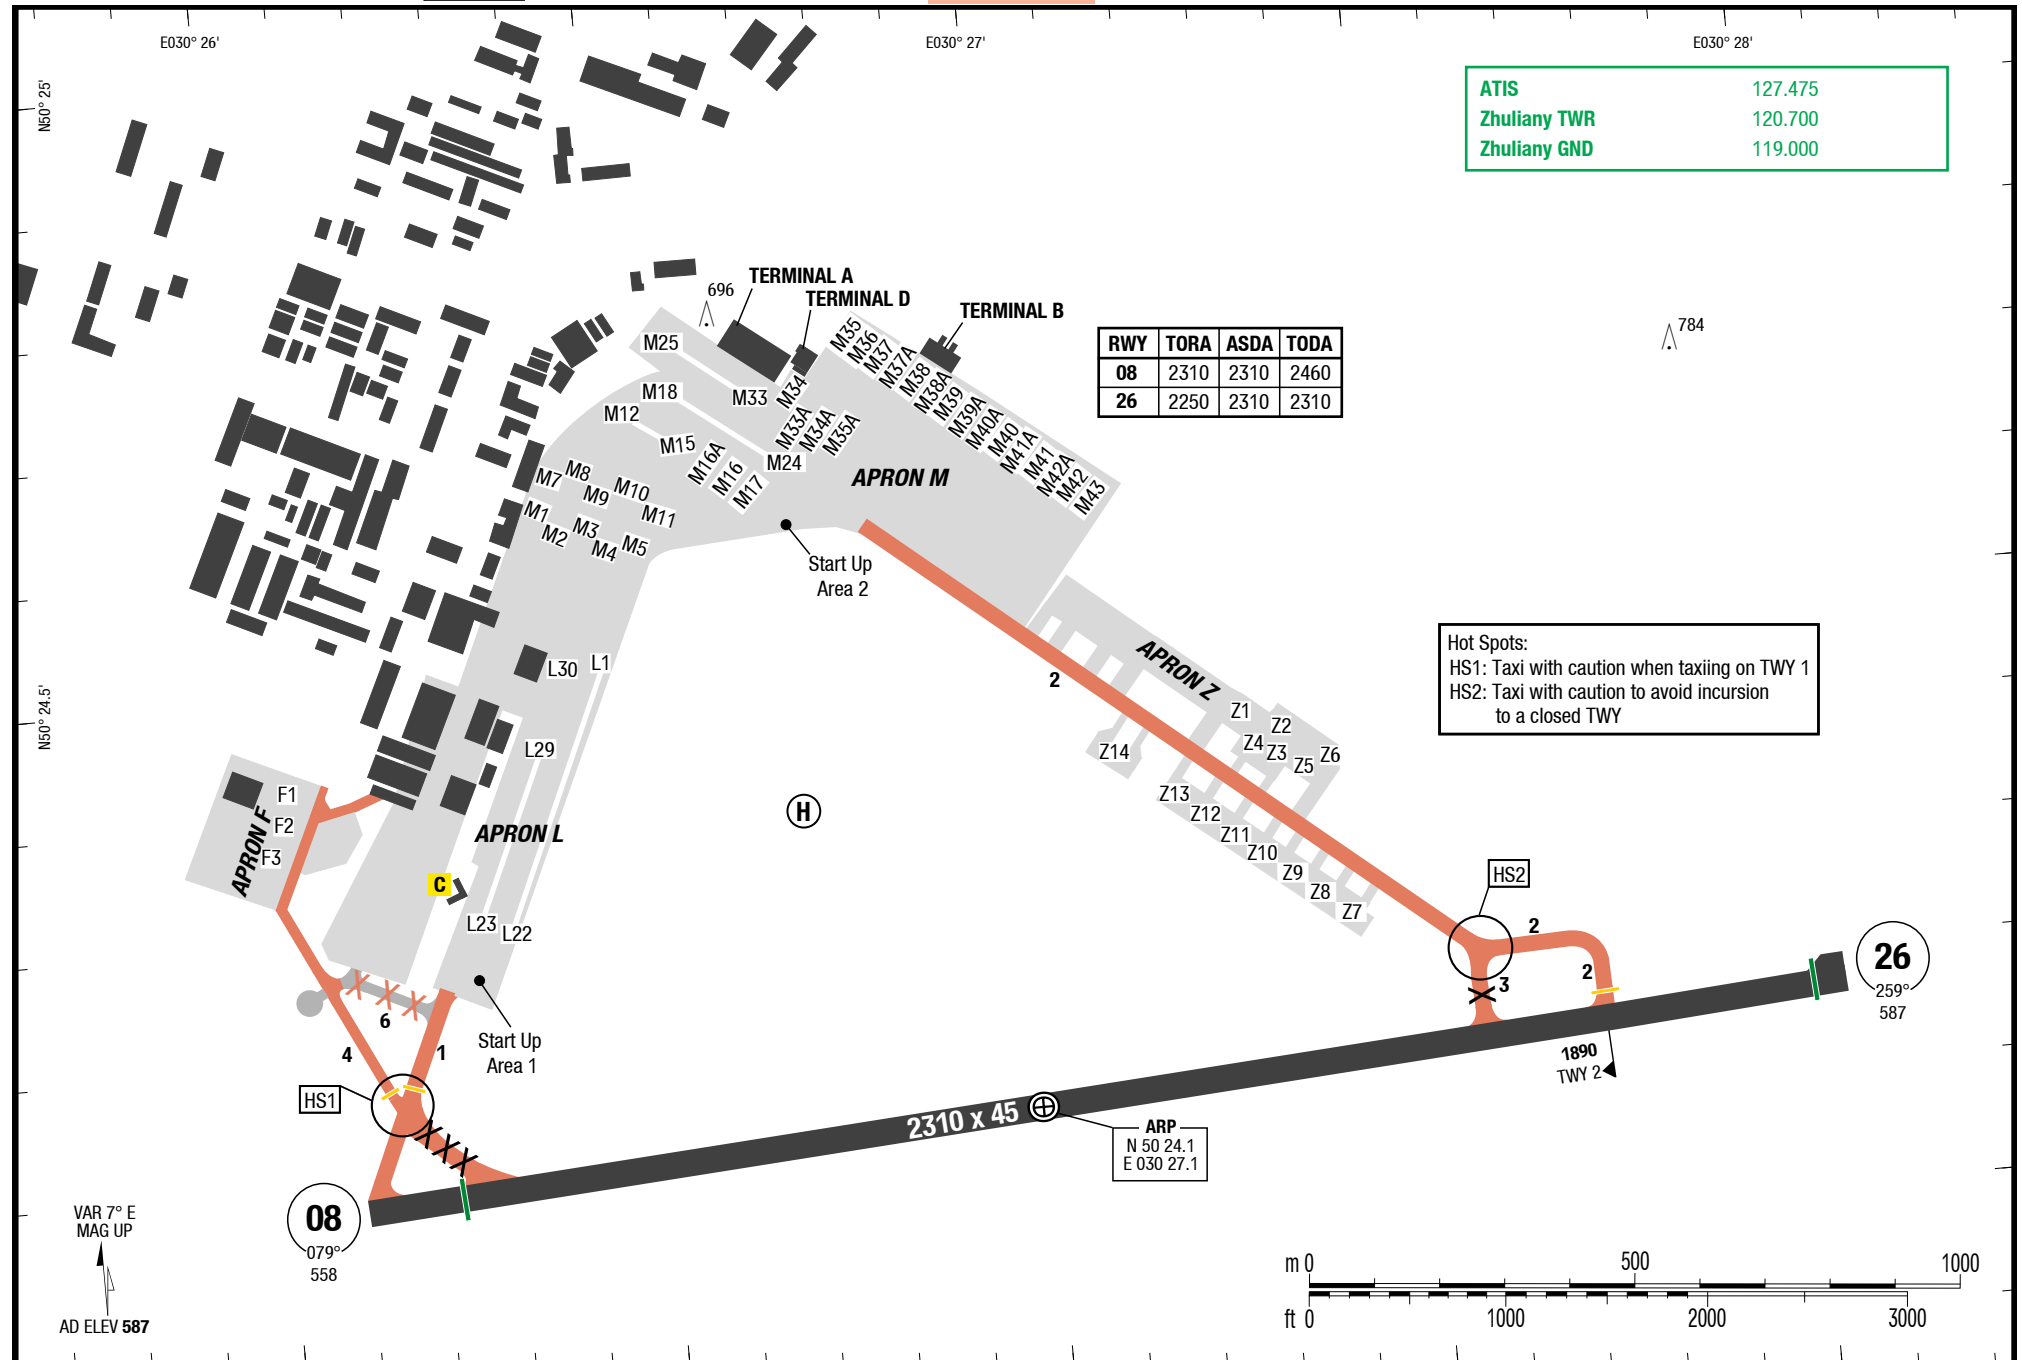 E030° 26'
E030° 27'
E030° 28'
N50° 25'
ATIS 127.475
Zhuliany TWR 120.700
Zhuliany GND 119.000
TERMINAL A
696
TERMINAL D
TERMINAL B
784
RWY TORA ASDA TODA
08 2310 2310 2460
26 2250 2310 2310
M25
M33
M34
M18
M12
M15
M33A
M34A
M35A
M24
M16A
M16
M17
M35
M36
M37
M37A
M38
M38A
M39
M39A
M40A
M40
M41A
M41
M42A
M42
M43
APRON M
M7
M8
M9
M10
M11
M1
M2
M3
M4
M5
Start Up
Area 2
Hot Spots:
HS1: Taxi with caution when taxiing on TWY 1
HS2: Taxi with caution to avoid incursion
to a closed TWY
L30
L1
2
APRON Z
N50° 24.5'
L29
Z1
Z2
Z4
Z3
Z5
Z6
Z14
Z13
Z12
Z11
Z10
Z9
Z8
Z7
F1
F2
F3
APRON F
APRON L
H
C
L23
L22
HS2
2
2
3
26
259°
587
6
4
1
Start Up
Area 1
HS1
1890
TWY 2
2310 x 45
ARP
N 50 24.1
E 030 27.1
08
079°
558
VAR 7° E
MAG UP
AD ELEV 587
m 0 500 1000
ft 0 1000 2000 3000